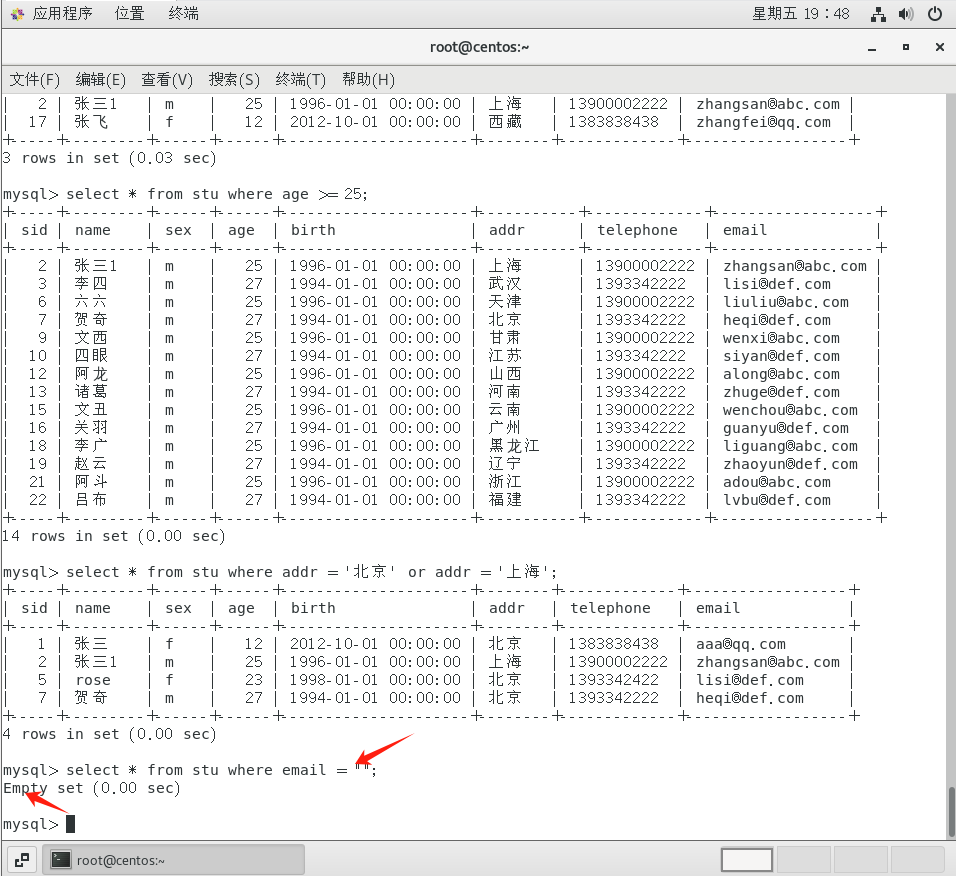 应用程序 位置 终端 星期五 19：48
root@centos:~
文件(F) 编辑(E) 查看(V) 搜索(S) 终端(T) 帮助(H)
| 2 | 张三1 | m | 25 | 1996-01-01 00:00:00 | 上海 | 13900002222 | zhangsan@abc.com |
| 17 | 张飞 | f | 12 | 2012-10-01 00:00:00 | 西藏 | 1383838438 | zhangfei@qq.com |
+-----+---------+------+------+---------------------+--------+-------------+------------------+
3 rows in set (0.03 sec)
mysql> select * from stu where age >= 25;
+-----+---------+------+------+---------------------+-----------+-------------+------------------+
| sid | name | sex | age | birth | addr | telephone | email |
+-----+---------+------+------+---------------------+-----------+-------------+------------------+
| 2 | 张三1 | m | 25 | 1996-01-01 00:00:00 | 上海 | 13900002222 | zhangsan@abc.com |
| 3 | 李四 | m | 27 | 1994-01-01 00:00:00 | 武汉 | 1393342222 | lisi@def.com |
| 6 | 六六 | m | 25 | 1996-01-01 00:00:00 | 天津 | 13900002222 | liuliu@abc.com |
| 7 | 贺奇 | m | 27 | 1994-01-01 00:00:00 | 北京 | 1393342222 | heqi@def.com |
| 9 | 文西 | m | 25 | 1996-01-01 00:00:00 | 甘肃 | 13900002222 | wenxi@abc.com |
| 10 | 四眼 | m | 27 | 1994-01-01 00:00:00 | 江苏 | 1393342222 | siyan@def.com |
| 12 | 阿龙 | m | 25 | 1996-01-01 00:00:00 | 山西 | 13900002222 | along@abc.com |
| 13 | 诸葛 | m | 27 | 1994-01-01 00:00:00 | 河南 | 1393342222 | zhuge@def.com |
| 15 | 文丑 | m | 25 | 1996-01-01 00:00:00 | 云南 | 13900002222 | wenchou@abc.com |
| 16 | 关羽 | m | 27 | 1994-01-01 00:00:00 | 广州 | 1393342222 | guanyu@def.com |
| 18 | 李广 | m | 25 | 1996-01-01 00:00:00 | 黑龙江 | 13900002222 | liguang@abc.com |
| 19 | 赵云 | m | 27 | 1994-01-01 00:00:00 | 辽宁 | 1393342222 | zhaoyun@def.com |
| 21 | 阿斗 | m | 25 | 1996-01-01 00:00:00 | 浙江 | 13900002222 | adou@abc.com |
| 22 | 吕布 | m | 27 | 1994-01-01 00:00:00 | 福建 | 1393342222 | lvbu@def.com |
+-----+---------+------+------+---------------------+-----------+-------------+------------------+
14 rows in set (0.00 sec)
mysql> select * from stu where addr ='北京' or addr ='上海';
+-----+---------+------+------+---------------------+--------+-------------+------------------+
| sid | name | sex | age | birth | addr | telephone | email |
+-----+---------+------+------+---------------------+--------+-------------+------------------+
| 1 | 张三 | f | 12 | 2012-10-01 00:00:00 | 北京 | 1383838438 | aaa@qq.com |
| 2 | 张三1 | m | 25 | 1996-01-01 00:00:00 | 上海 | 13900002222 | zhangsan@abc.com |
| 5 | rose | f | 23 | 1998-01-01 00:00:00 | 北京 | 1393342422 | lisi@def.com |
| 7 | 贺奇 | m | 27 | 1994-01-01 00:00:00 | 北京 | 1393342222 | heqi@def.com |
+-----+---------+------+------+---------------------+--------+-------------+------------------+
4 rows in set (0.00 sec)
mysql> select * from stu where email = "";
Empty set (0.00 sec)
mysql>
root@centos:~